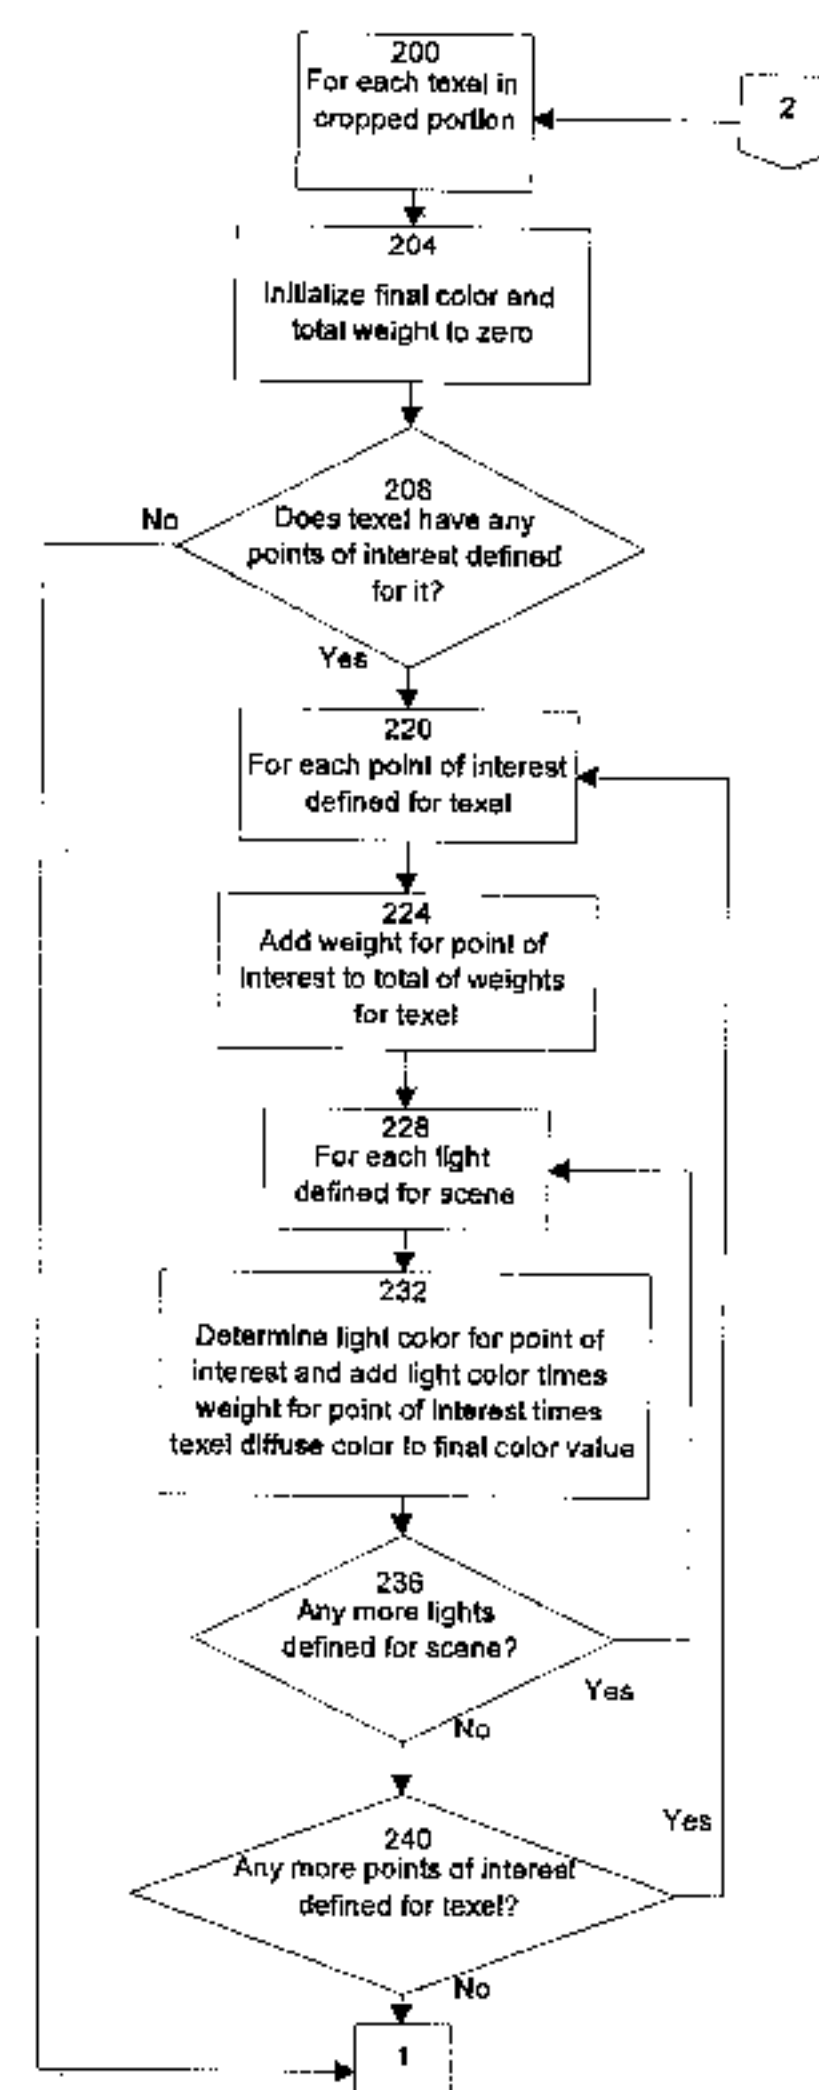 200
For each texel in
cropped portion
2
204
Initialize final color and
total weight to zero
208
Does texel have any
points of interest defined
for it?
No
Yes
220
For each point of interest
defined for texel
224
Add weight for point of
interest to total of weights
for texel
228
For each light
defined for scene
232
Determine light color for point of
interest and add light color times
weight for point of interest times
texel diffuse color to final color value
236
Any more lights
defined for scene?
Yes
No
240
Any more points of interest
defined for texel?
Yes
No
1